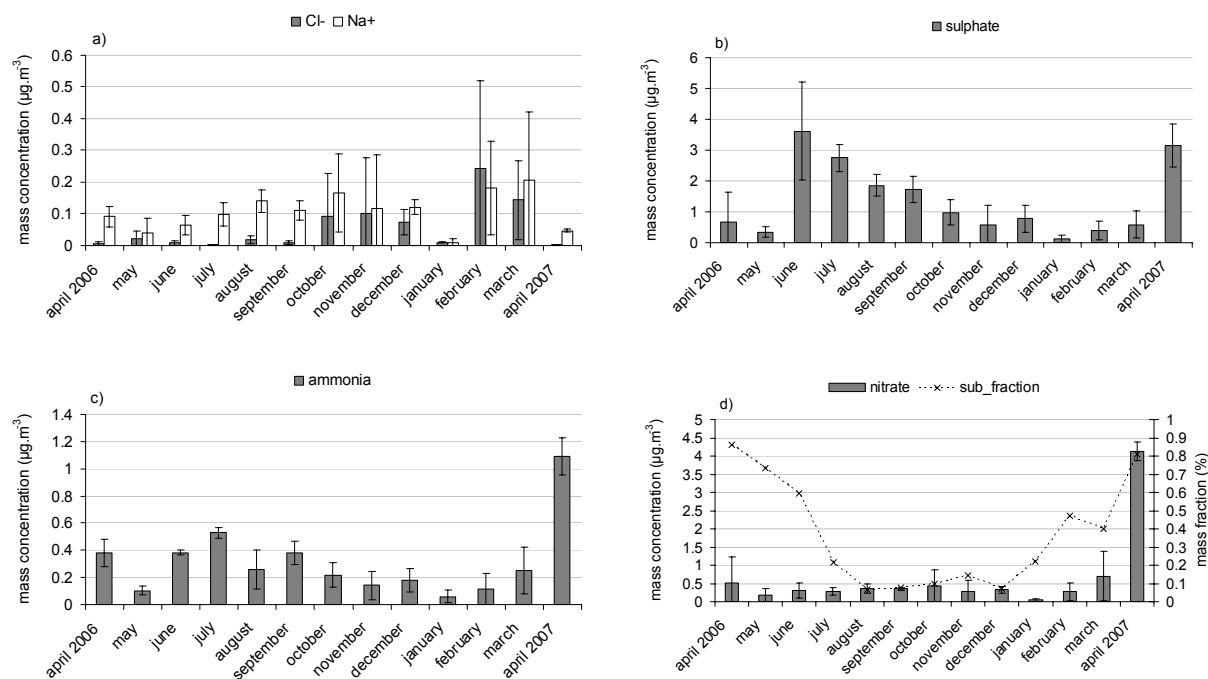 Cl- Na+
a)
mass concentration (µg.m-3)
0.6
0.5
0.4
0.3
0.2
0.1
0
april 2006
may
june
july
august
september
october
november
december
january
february
march
april 2007
sulphate
b)
mass concentration (µg.m-3)
6
5
4
3
2
1
0
april 2006
may
june
july
august
september
october
november
december
january
february
march
april 2007
ammonia
c)
mass concentration (µg.m-3)
1.4
1.2
1
0.8
0.6
0.4
0.2
0
april 2006
may
june
july
august
september
october
november
december
january
february
march
april 2007
nitrate sub_fraction
d)
mass concentration (µg.m-3)
5
4.5
4
3.5
3
2.5
2
1.5
1
0.5
0
1
0.9
0.8
0.7
0.6
0.5
0.4
0.3
0.2
0.1
0
mass fraction (%)
april 2006
may
june
july
august
september
october
november
december
january
february
march
april 2007